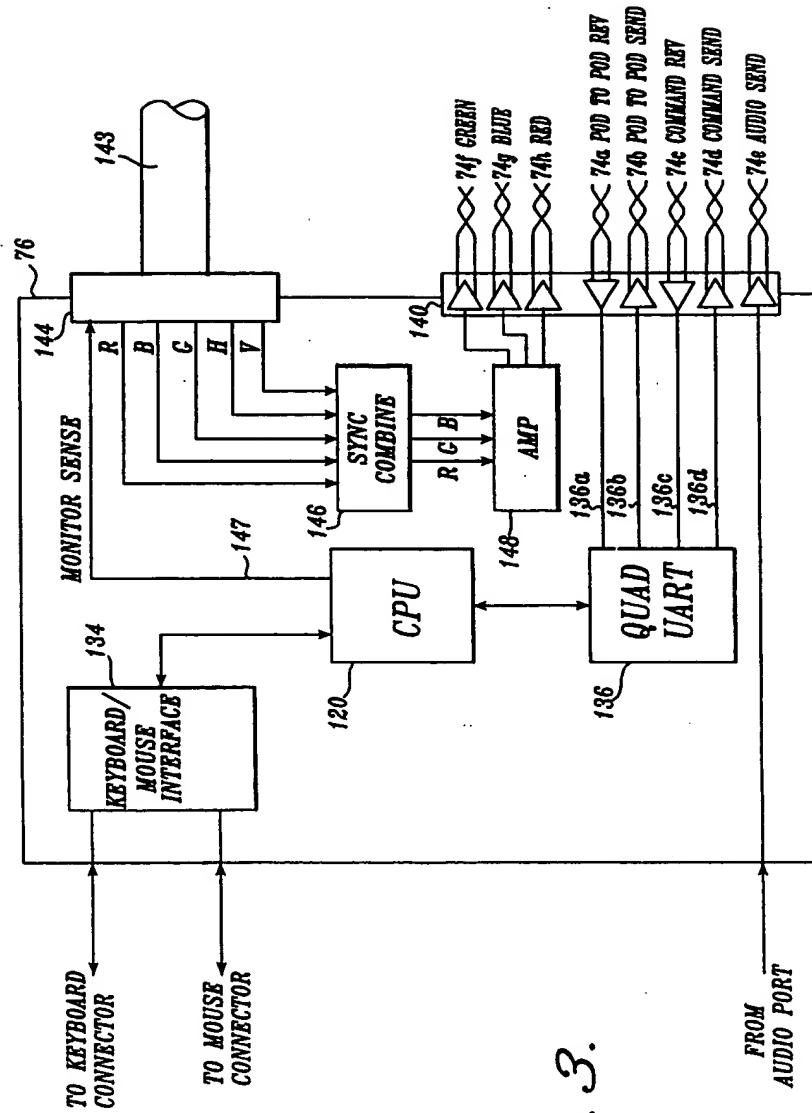 143
76
144
R
B
G
H
V
MONITOR SENSE
147
SYNC
COMBINE
146
R G B
AMP
148
134
KEYBOARD/
MOUSE
INTERFACE
CPU
120
QUAD
UART
136
136a
136b
136c
136d
140
74f GREEN
74g BLUE
74h RED
74a POD TO POD REV
74b POD TO POD SEND
74c COMMAND REV
74d COMMAND SEND
74e AUDIO SEND
TO KEYBOARD
CONNECTOR
TO MOUSE
CONNECTOR
FROM
AUDIO PORT
. 3.